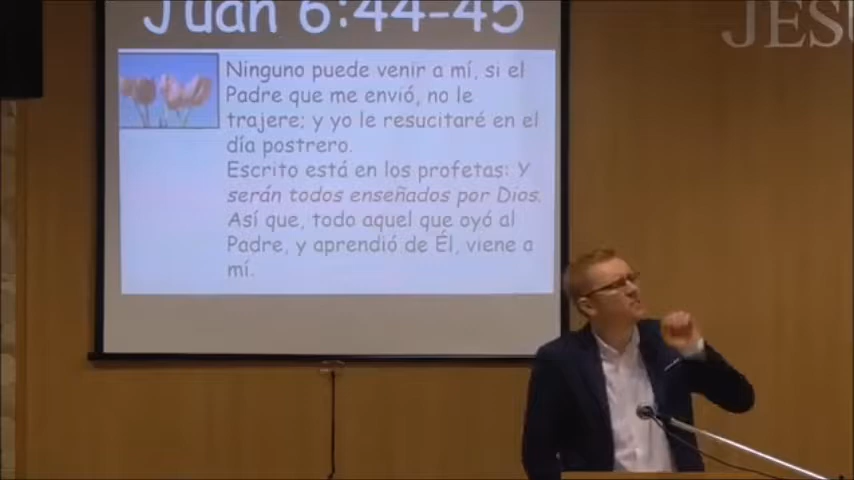 Juan 6:44-45
JESU
Ninguno puede venir a mí, si el
Padre que me envió, no le
trajere; y yo le resucitaré en el
día postrero.
Escrito está en los profetas: Y
serán todos enseñados por Dios.
Así que, todo aquel que oyó al
Padre, y aprendió de Él, viene a
mí.